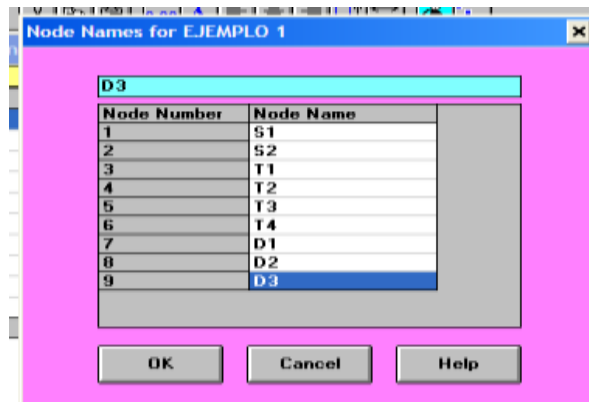 Node Names for EJEMPLO 1
D3
Node Number Node Name
1 S1
2 S2
3 T1
4 T2
5 T3
6 T4
7 D1
8 D2
9 D3
OK Cancel Help